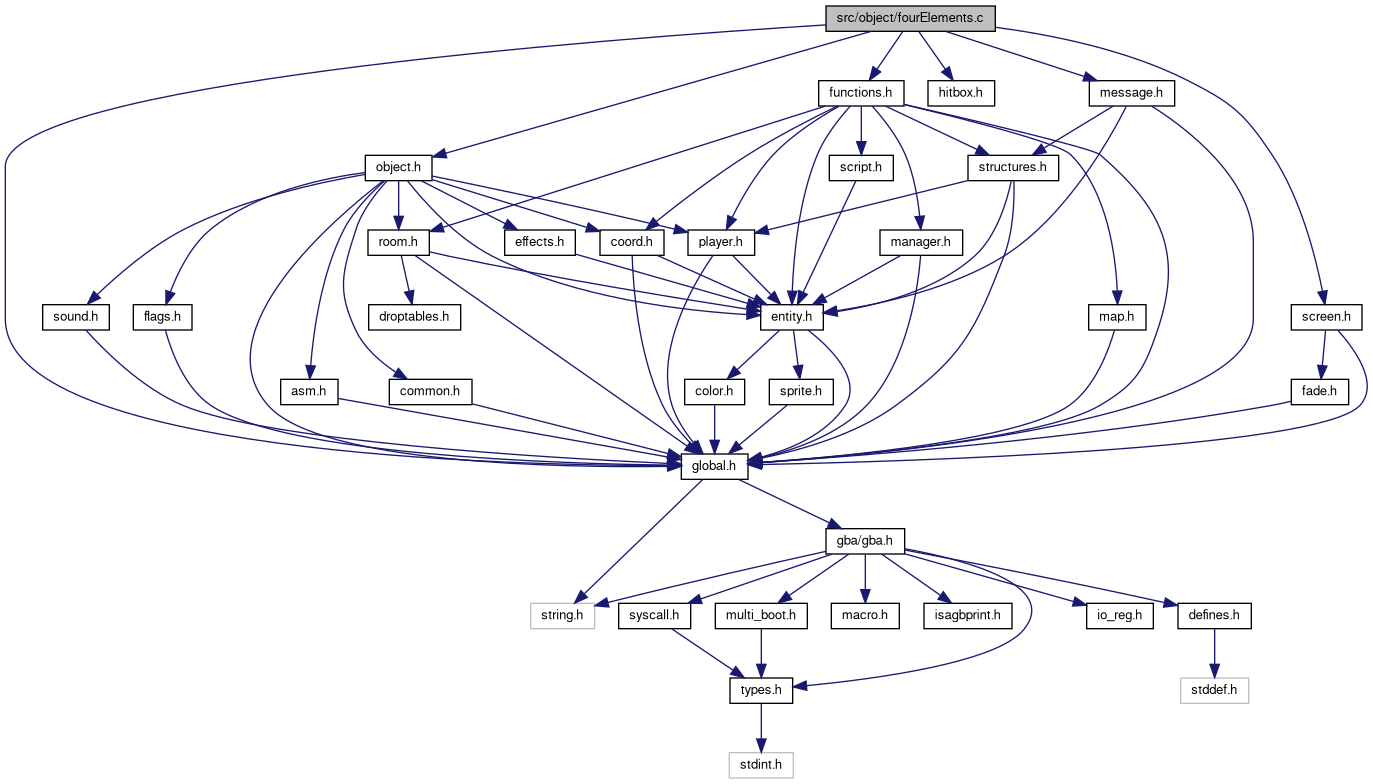 src/object/fourElements.c
functions.h
hitbox.h
message.h
object.h
script.h
structures.h
room.h
effects.h
coord.h
player.h
manager.h
sound.h
flags.h
droptables.h
entity.h
map.h
screen.h
asm.h
common.h
color.h
sprite.h
fade.h
global.h
gba/gba.h
string.h
syscall.h
multi_boot.h
macro.h
isagbprint.h
io_reg.h
defines.h
types.h
stddef.h
stdint.h